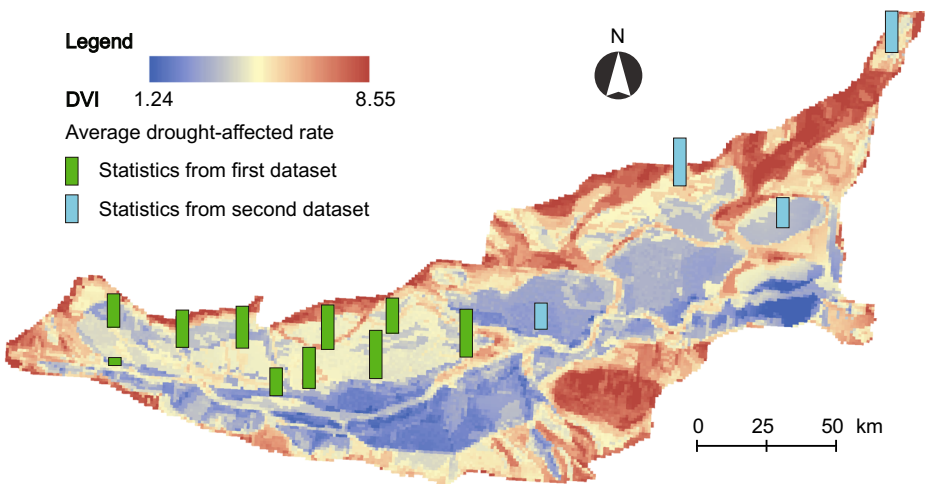 Legend
N
DVI 1.24 8.55
Average drought-affected rate
Statistics from first dataset
Statistics from second dataset
0 25 50 km